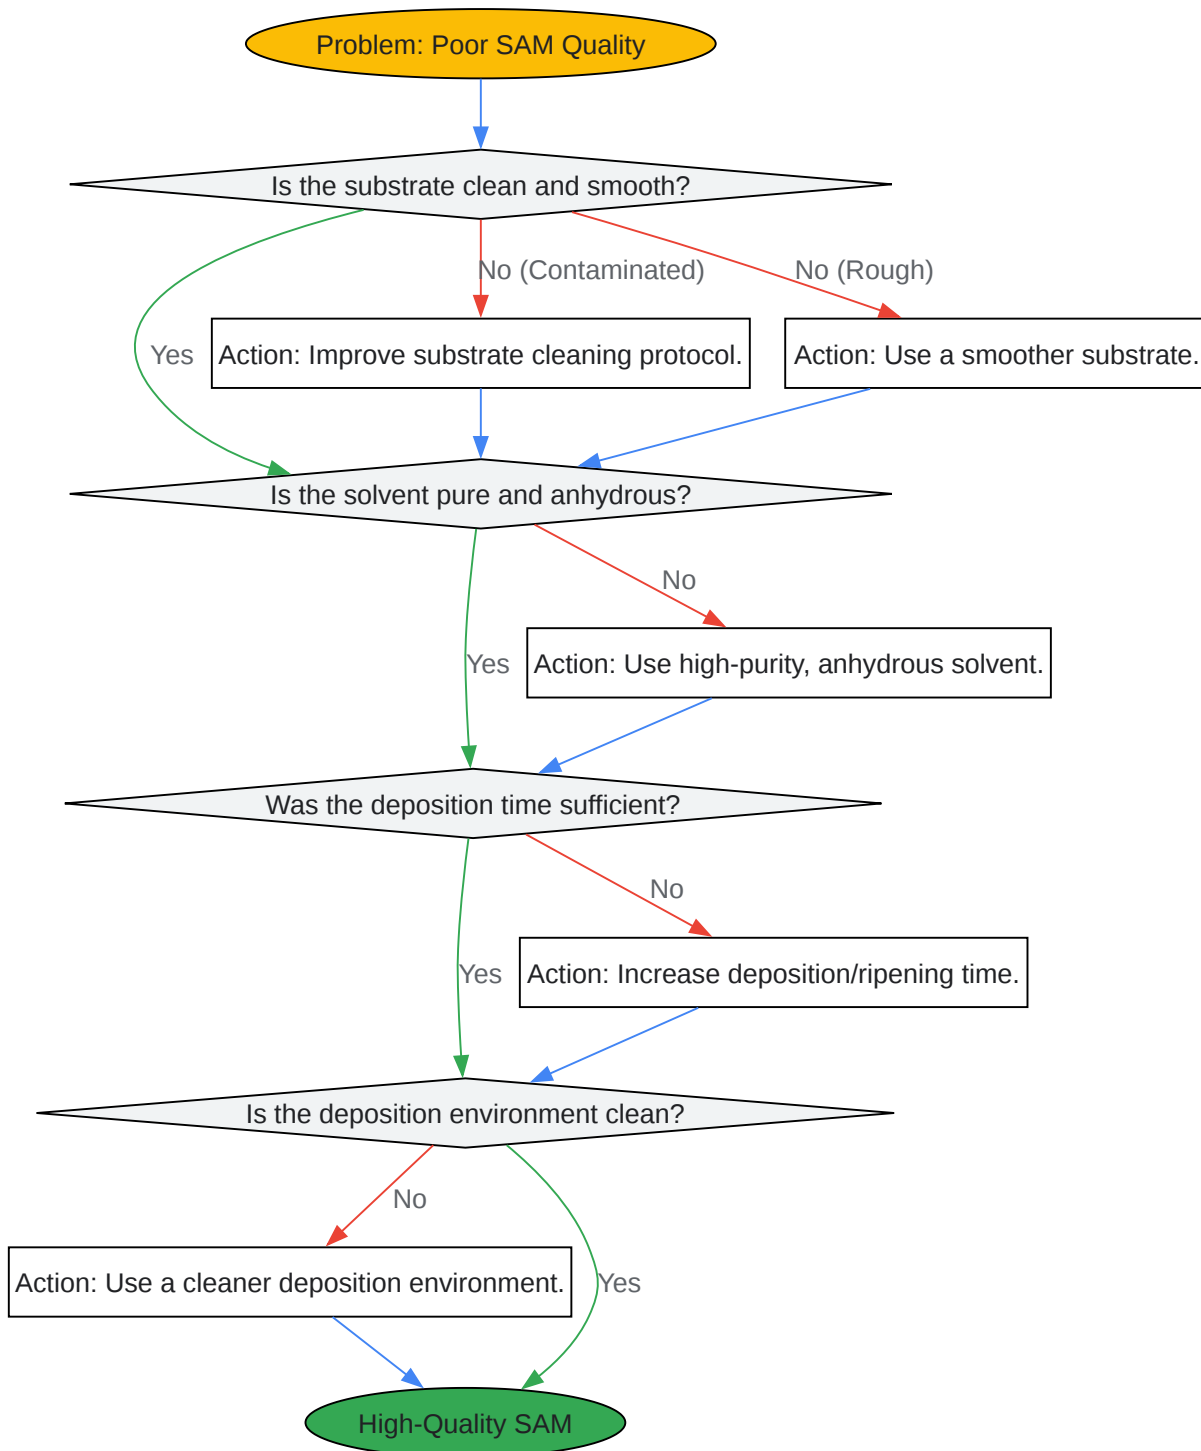 Problem: Poor SAM Quality
Is the substrate clean and smooth?
No (Contaminated)
No (Rough)
Yes
Action: Improve substrate cleaning protocol.
Action: Use a smoother substrate.
Is the solvent pure and anhydrous?
No
Yes
Action: Use high-purity, anhydrous solvent.
Was the deposition time sufficient?
No
Yes
Action: Increase deposition/ripening time.
Is the deposition environment clean?
No
Action: Use a cleaner deposition environment.
Yes
High-Quality SAM